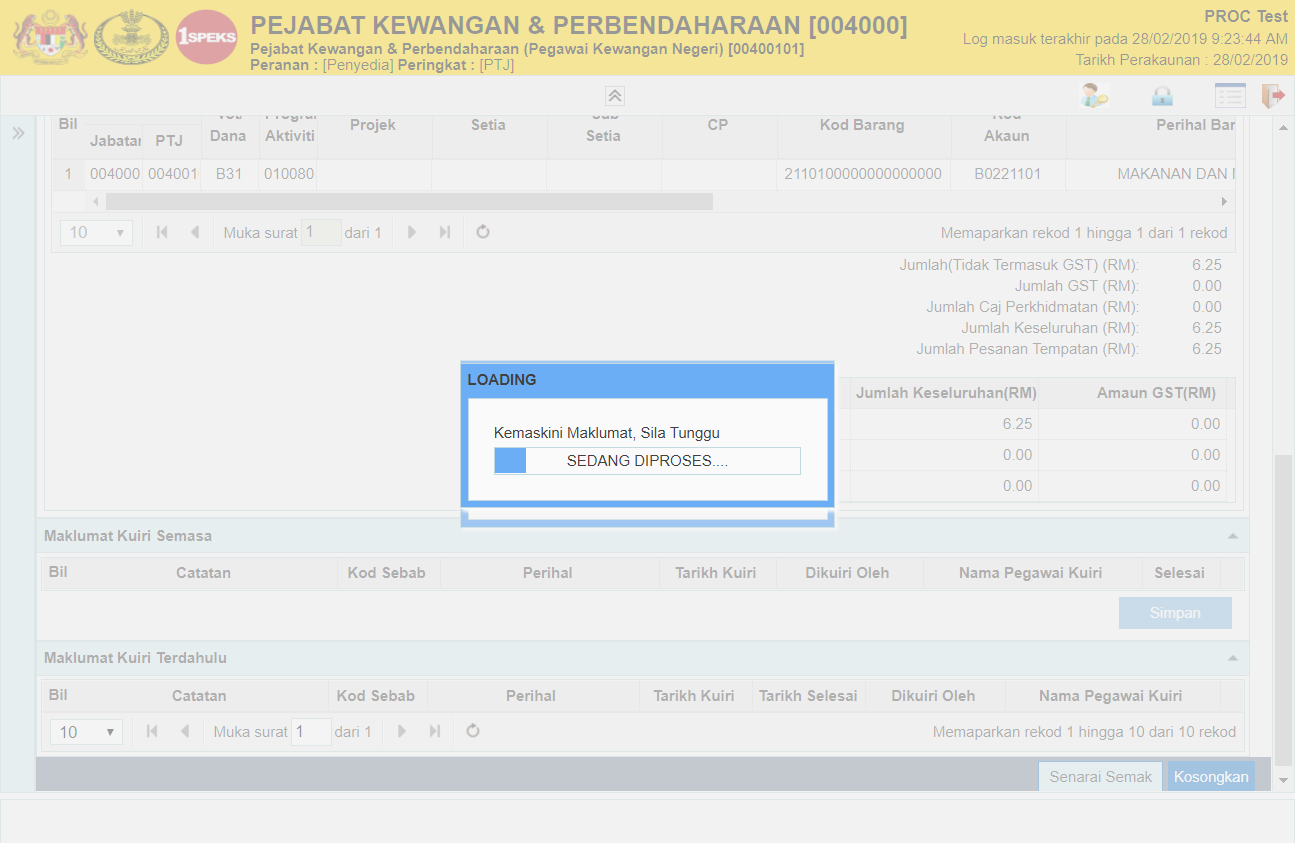 PEJABAT KEWANGAN & PERBENDAHARAAN [004000]
Pejabat Kewangan & Perbendaharaan (Pegawai Kewangan Negeri) [00400101]
Peranan : [Penyedia] Peringkat : [PTJ]
1SPEKS
PROC Test
Log masuk terakhir pada 28/02/2019 9:23:44 AM
Tarikh Perakaunan : 28/02/2019
Bil Jabatan PTJ Dana Aktiviti Projek Setia Setia CP Kod Barang Akaun Perihal Bar
1 004000 004001 B31 010080 2110100000000000000 B0221101 MAKANAN DAN
10 Muka surat 1 dari 1 Memaparkan rekod 1 hingga 1 dari 1 rekod
Jumlah(Tidak Termasuk GST) (RM): 6.25
Jumlah GST (RM): 0.00
Jumlah Caj Perkhidmatan (RM): 0.00
Jumlah Keseluruhan (RM): 6.25
Jumlah Pesanan Tempatan (RM): 6.25
Jumlah Keseluruhan(RM) Amaun GST(RM)
6.25 0.00
0.00 0.00
0.00 0.00
LOADING
Kemaskini Maklumat, Sila Tunggu
SEDANG DIPROSES....
Maklumat Kuiri Semasa
Bil Catatan Kod Sebab Perihal Tarikh Kuiri Dikuiri Oleh Nama Pegawai Kuiri Selesai
Simpan
Maklumat Kuiri Terdahulu
Bil Catatan Kod Sebab Perihal Tarikh Kuiri Tarikh Selesai Dikuiri Oleh Nama Pegawai Kuiri
10 Muka surat 1 dari 1 Memaparkan rekod 1 hingga 10 dari 10 rekod
Senarai Semak Kosongkan